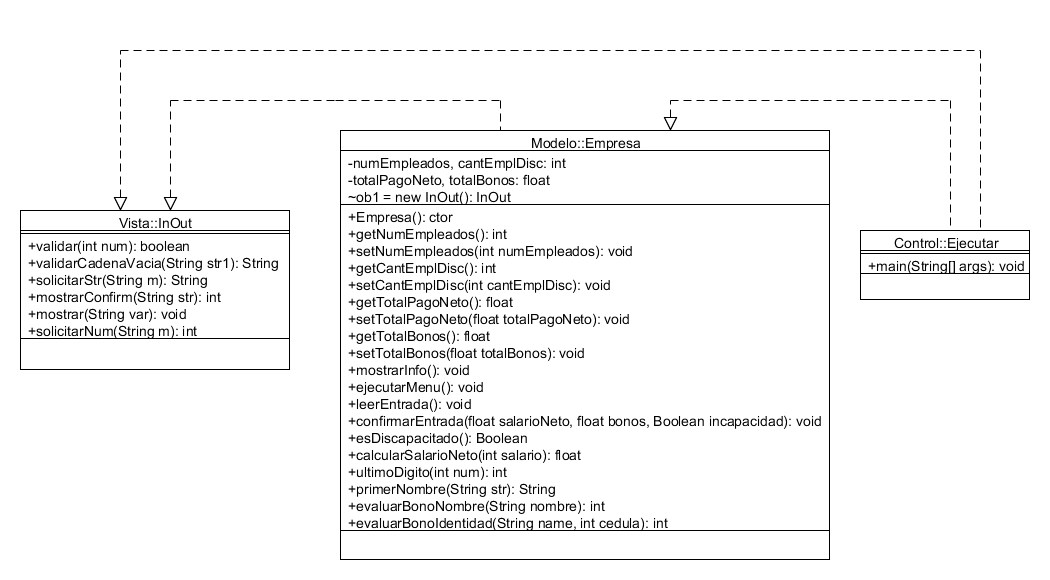 Vista::InOut
+validar(int num): boolean
+validarCadenaVacia(String str1): String
+solicitarStr(String m): String
+mostrarConfirm(String str): int
+mostrar(String var): void
+solicitarNum(String m): int
Modelo::Empresa
-numEmpleados, cantEmplDisc: int
-totalPagoNeto, totalBonos: float
~ob1 = new InOut(): InOut
+Empresa(): ctor
+getNumEmpleados(): int
+setNumEmpleados(int numEmpleados): void
+getCantEmplDisc(): int
+setCantEmplDisc(int cantEmplDisc): void
+getTotalPagoNeto(): float
+setTotalPagoNeto(float totalPagoNeto): void
+getTotalBonos(): float
+setTotalBonos(float totalBonos): void
+mostrarInfo(): void
+ejecutarMenu(): void
+leerEntrada(): void
+confirmarEntrada(float salarioNeto, float bonos, Boolean incapacidad): void
+esDiscapacitado(): Boolean
+calcularSalarioNeto(int salario): float
+ultimoDigito(int num): int
+primerNombre(String str): String
+evaluarBonoNombre(String nombre): int
+evaluarBonoIdentidad(String name, int cedula): int
Control::Ejecutar
+main(String[] args): void